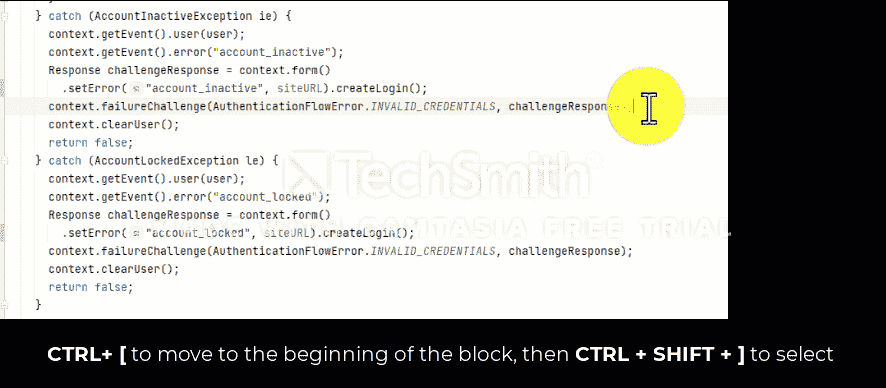 } catch (AccountInactiveException ie) {
context.getEvent().user(user);
context.getEvent().error("account_inactive");
Response challengeResponse = context.form()
.setError( s "account_inactive", siteURL).createLogin();
context.failureChallenge(AuthenticationFlowError.INVALID_CREDENTIALS, challengeResponse
context.clearUser();
return false;
} catch (AccountLockedException le) {
context.getEvent().user(user);
context.getEvent().error("account_locked");
Response challengeResponse = context.form()
.setError( s "account_locked", siteURL).createLogin();
context.failureChallenge(AuthenticationFlowError.INVALID_CREDENTIALS, challengeResponse);
context.clearUser();
return false;
}
TechSmith
CAMTASIA FREE TRIAL
CTRL+ [ to move to the beginning of the block, then CTRL + SHIFT + ] to select